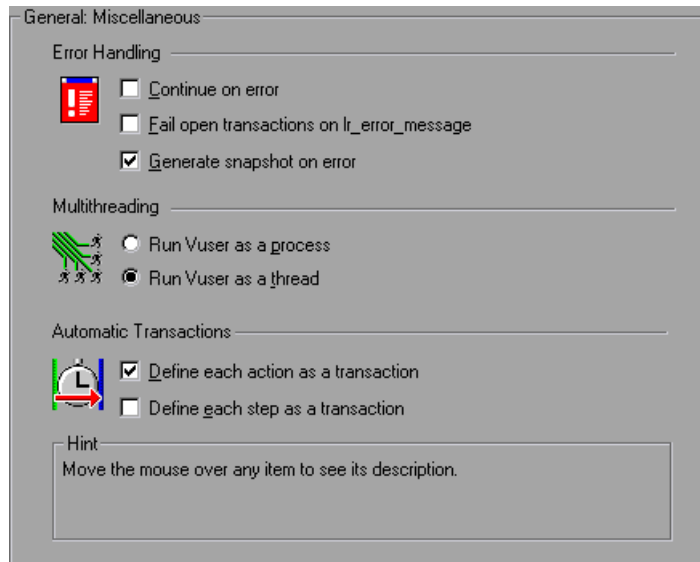 General: Miscellaneous
Error Handling
Continue on error
Fail open transactions on lr_error_message
Generate snapshot on error
Multithreading
Run Vuser as a process
Run Vuser as a thread
Automatic Transactions
Define each action as a transaction
Define each step as a transaction
Hint
Move the mouse over any item to see its description.